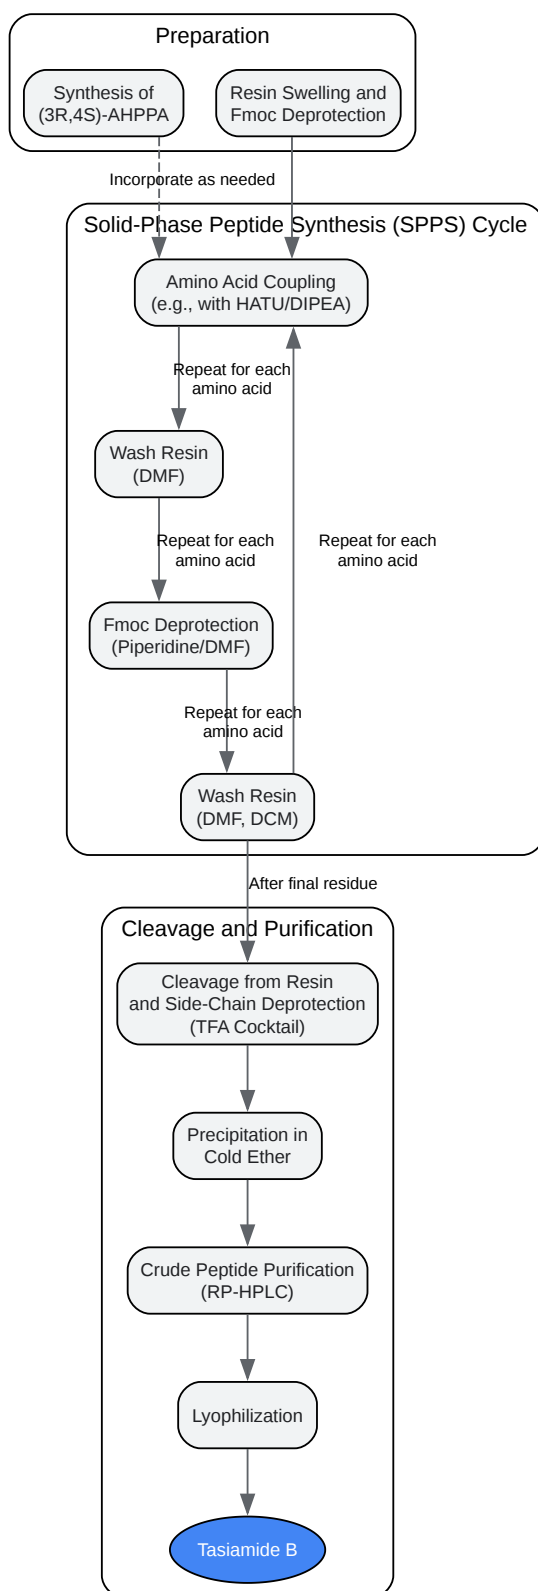 Preparation
Synthesis of
(3R,4S)-AHPPA
Resin Swelling and
Fmoc Deprotection
Incorporate as needed
Solid-Phase Peptide Synthesis (SPPS) Cycle
Amino Acid Coupling
(e.g., with HATU/DIPEA)
Repeat for each
amino acid
Wash Resin
(DMF)
Repeat for each
amino acid
Repeat for each
amino acid
Fmoc Deprotection
(Piperidine/DMF)
Repeat for each
amino acid
Wash Resin
(DMF, DCM)
After final residue
Cleavage and Purification
Cleavage from Resin
and Side-Chain Deprotection
(TFA Cocktail)
Precipitation in
Cold Ether
Crude Peptide Purification
(RP-HPLC)
Lyophilization
Tasiamide B